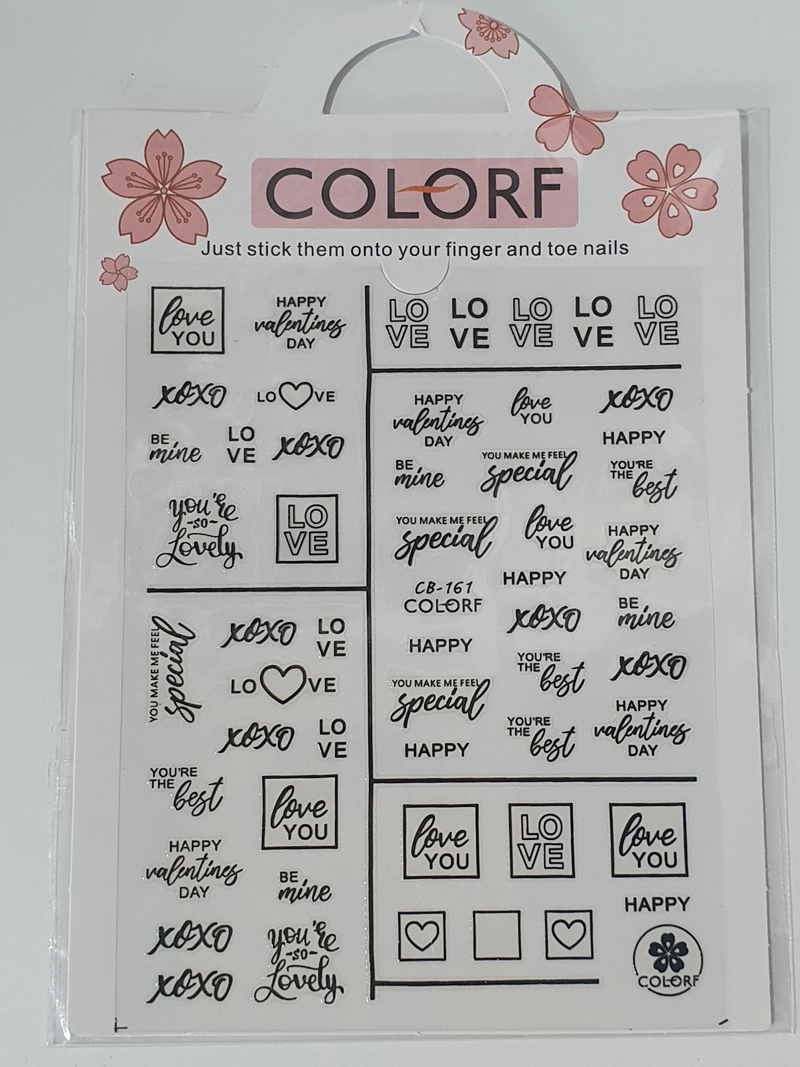 COLORF
Just stick them onto your finger and toe nails
love
YOU
HAPPY
valentines
DAY
XOXO
LO VE
BE
mine
LO
VE
XOXO
you're
-so-
Lovely
LO
VE
YOU MAKE ME FEEL
special
XOXO
LO
VE
LO VE
XOXO
LO
VE
YOU'RE
THE
best
love
YOU
HAPPY
valentines
DAY
BE
mine
XOXO
XOXO
you're
-so-
Lovely
LO LO LO LO LO
VE VE VE VE VE
HAPPY
valentines
DAY
love
YOU
XOXO
HAPPY
BE
mine
YOU MAKE ME FEEL
special
YOU'RE
THE
best
YOU MAKE ME FEEL
special
love
YOU
HAPPY
valentines
DAY
HAPPY
CB-161
COLORF
XOXO
BE
mine
HAPPY
YOU'RE
THE
best
XOXO
YOU MAKE ME FEEL
special
HAPPY
YOU'RE
THE
best
HAPPY
valentines
DAY
love
YOU
LO
VE
love
YOU
HAPPY
COLORF